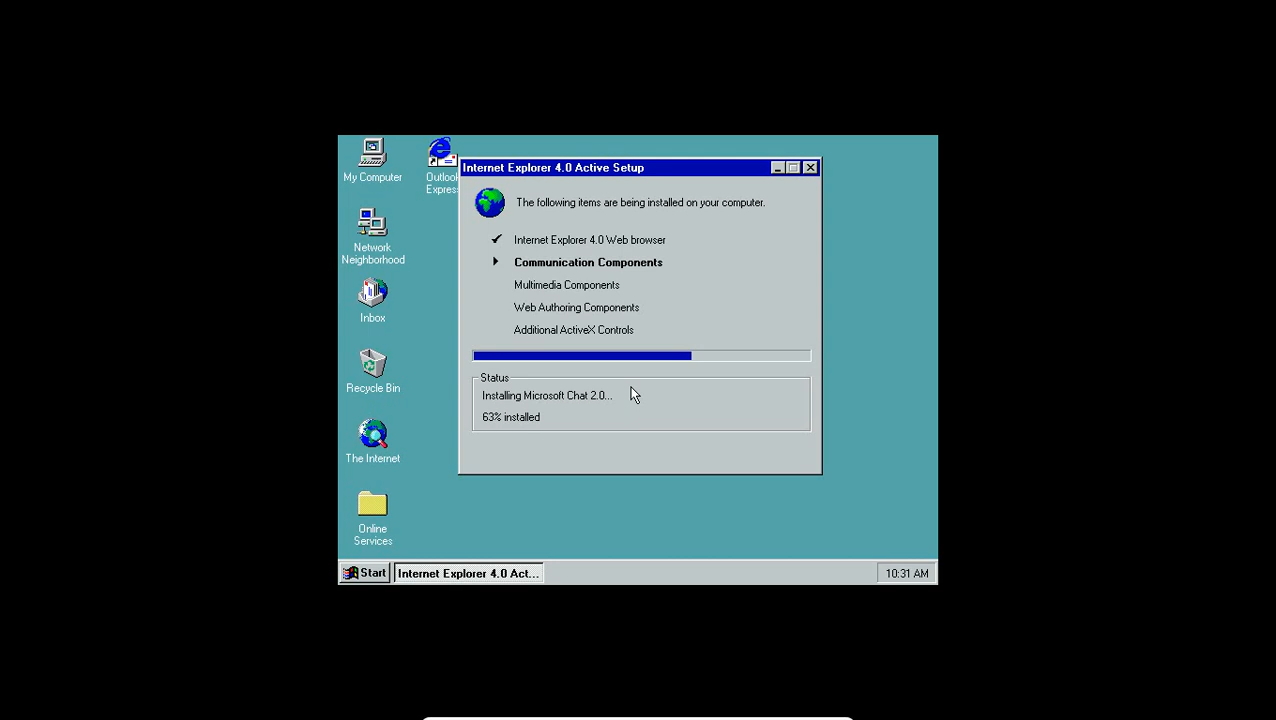 My Computer
Outlook
Express
Network
Neighborhood
Inbox
Recycle Bin
The Internet
Online
Services
Internet Explorer 4.0 Active Setup
The following items are being installed on your computer.
Internet Explorer 4.0 Web browser
Communication Components
Multimedia Components
Web Authoring Components
Additional ActiveX Controls
Status
Installing Microsoft Chat 2.0...
63% installed
Start
Internet Explorer 4.0 Act...
10:31 AM